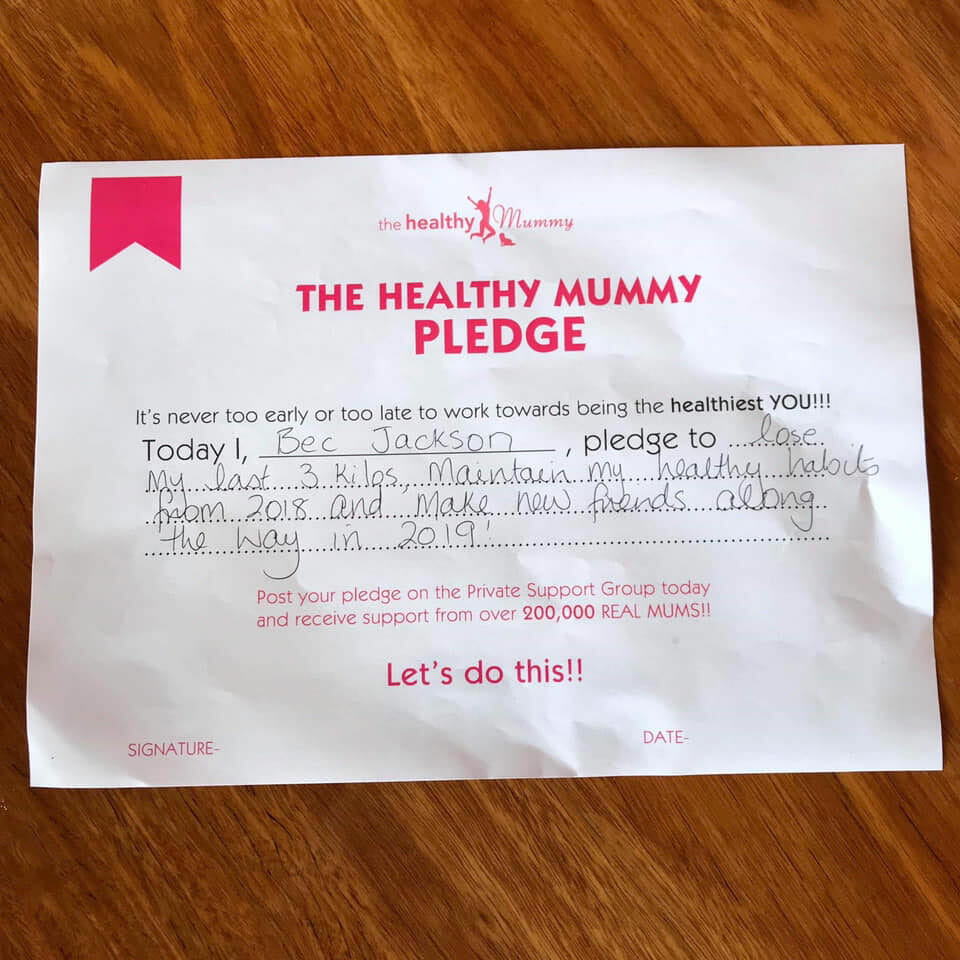 the healthy Mummy
THE HEALTHY MUMMY
PLEDGE
It's never too early or too late to work towards being the healthiest YOU!!!
Today I, Bec Jackson, pledge to lose
My last 3 kilos, Maintain my healthy habits
from 2018 and Make new friends along
the way in 2019!
Post your pledge on the Private Support Group today
and receive support from over 200,000 REAL MUMS!!
Let's do this!!
SIGNATURE- DATE-